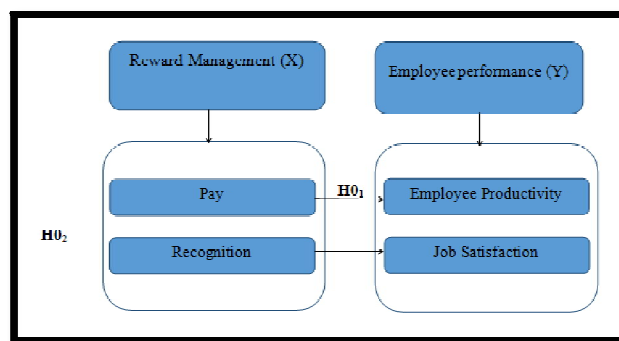 Reward Management (X)
Employee performance (Y)
Pay
H0₁
Employee Productivity
H0₂
Recognition
Job Satisfaction